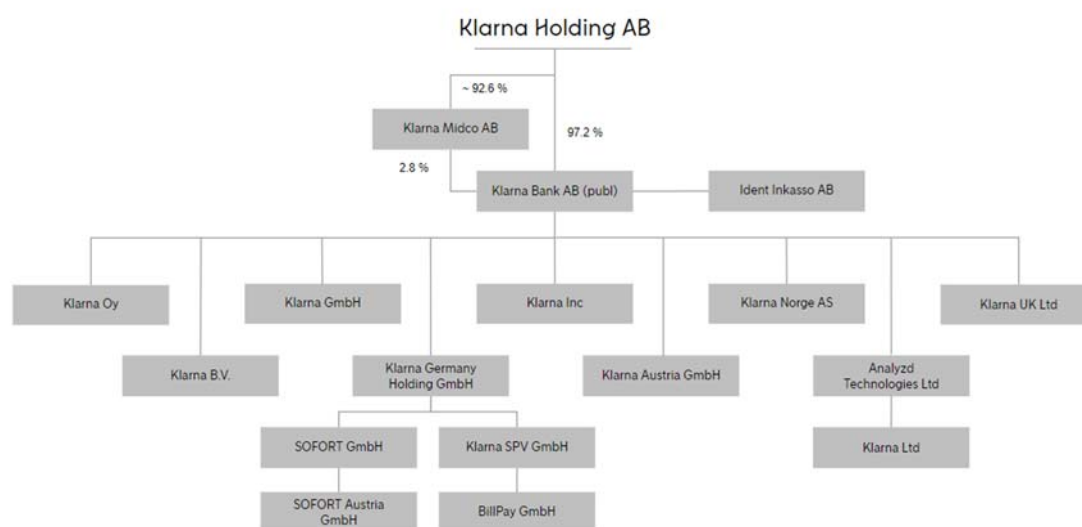 Klarna Holding AB
~ 92.6 %
Klarna Midco AB
97.2 %
2.8 %
Klarna Bank AB (publ)
Ident Inkasso AB
Klarna Oy
Klarna GmbH
Klarna Inc
Klarna Norge AS
Klarna UK Ltd
Klarna B.V.
Klarna Germany
Holding GmbH
Klarna Austria GmbH
Analyzd
Technologies Ltd
SOFORT GmbH
Klarna SPV GmbH
Klarna Ltd
SOFORT Austria
GmbH
BillPay GmbH